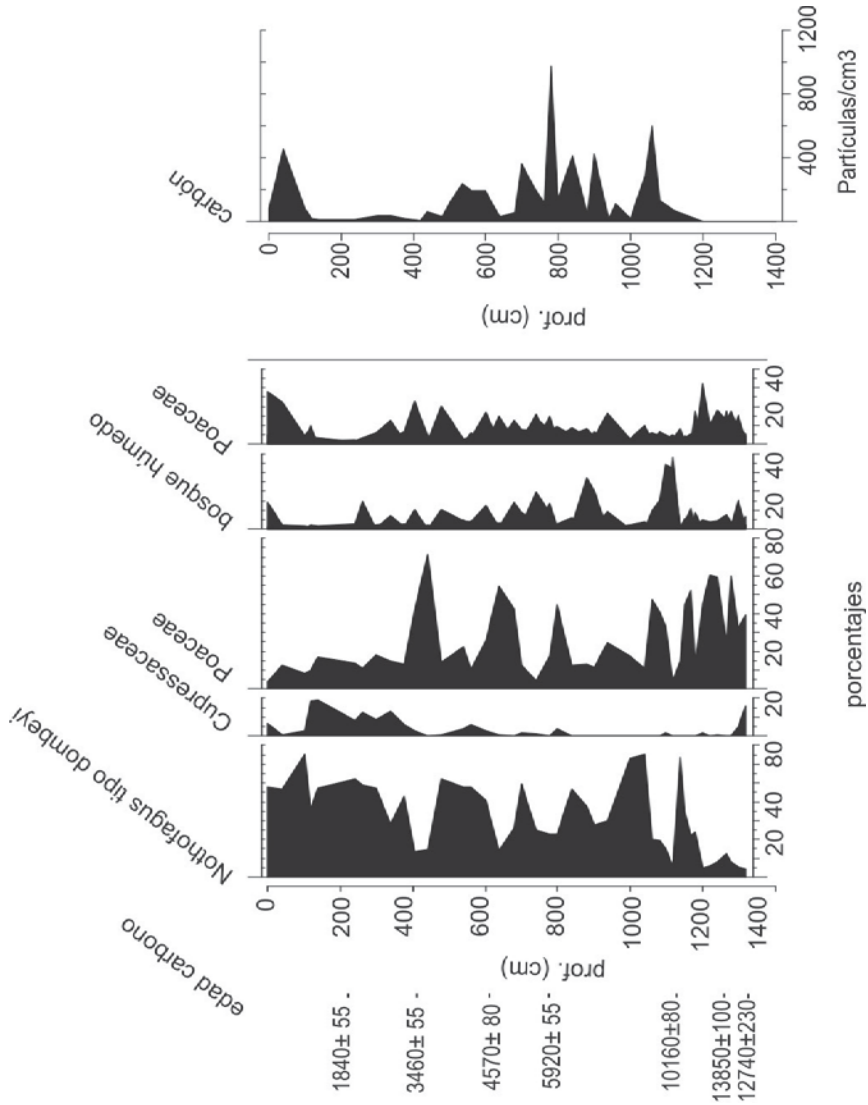 edad carbono
Nothofagus tipo dombeyi
Cupressaceae
Poaceae
bosque húmedo
Poaceae
carbón
1840± 55 -
3460± 55 -
4570± 80 -
5920± 55 -
10160±80-
13850±100-
12740±230-
prof. (cm)
0
200
400
600
800
1000
1200
1400
20
40
80
20
20
40
60
80
20
40
20
40
porcentajes
prof. (cm)
0
200
400
600
800
1000
1200
1400
400
800
1200
Partículas/cm3